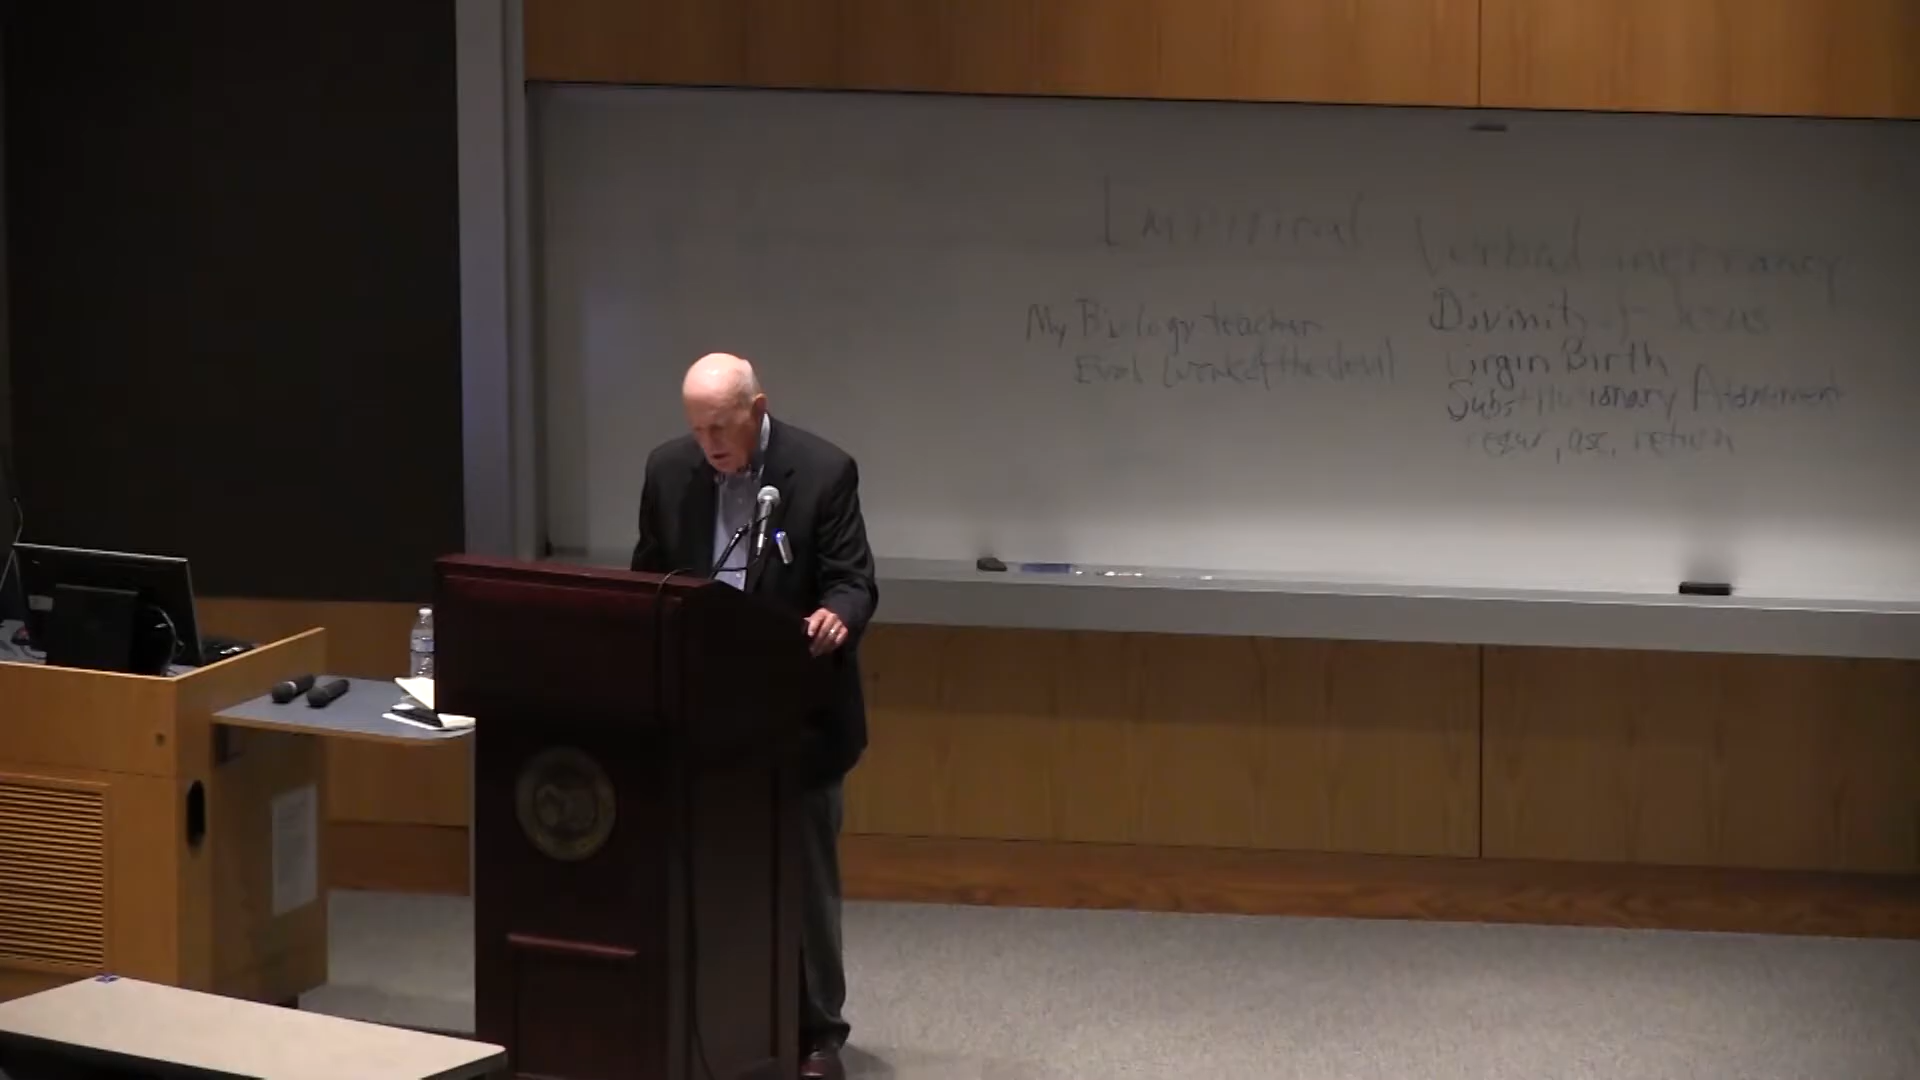 Empirical
My Biology teacher
Evol work of the devil
Verbal inerrancy
Divinity of Jesus
Virgin Birth
Substitutionary Atonement
resur, asc, return